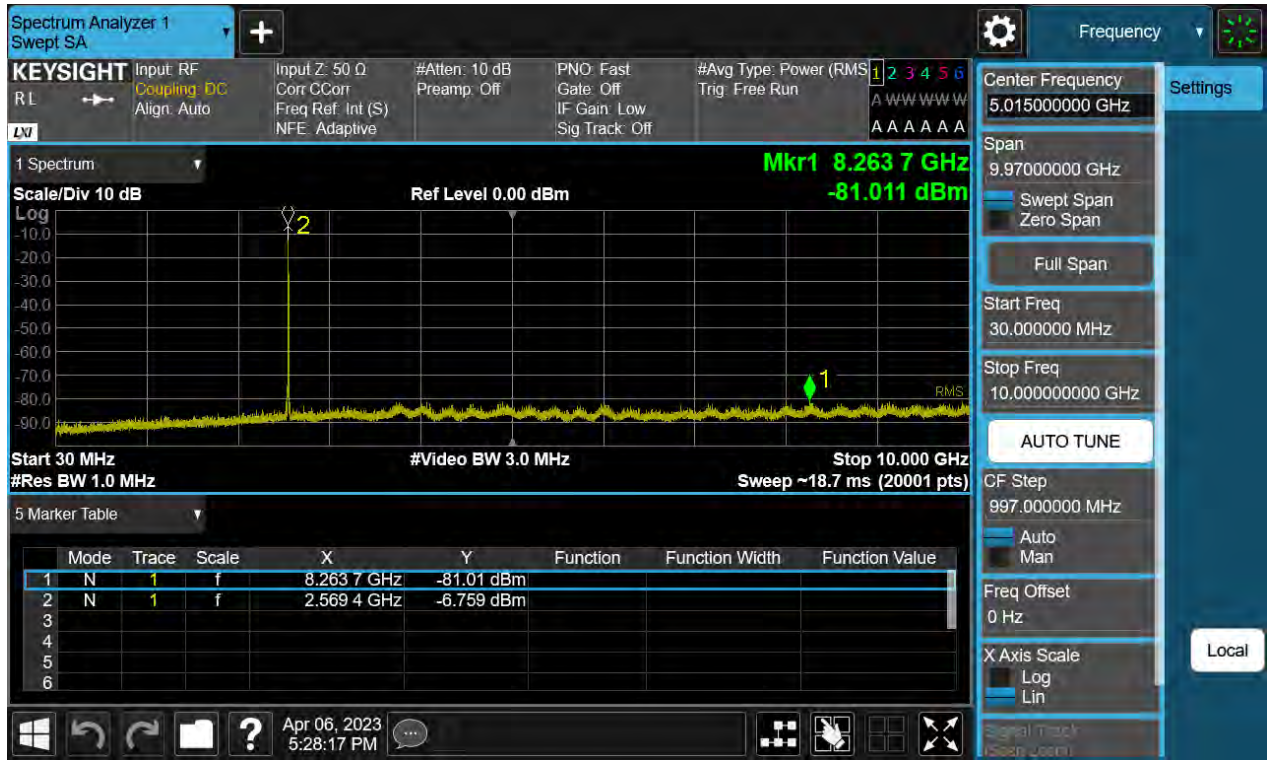 Spectrum Analyzer 1
Swept SA
+
Frequency
KEYSIGHT
RL
LXI
Input: RF
Coupling: DC
Align: Auto
Input Z: 50 Ω
Corr CCorr
Freq Ref: Int (S)
NFE: Adaptive
#Atten: 10 dB
Preamp: Off
PNO: Fast
Gate: Off
IF Gain: Low
Sig Track: Off
#Avg Type: Power (RMS
Trig: Free Run
1 2 3 4 5 6
A W W W W W
A A A A A A
1 Spectrum
Mkr1 8.263 7 GHz
Scale/Div 10 dB
Ref Level 0.00 dBm
-81.011 dBm
Log
-10.0
-20.0
-30.0
-40.0
-50.0
-60.0
-70.0
-80.0
-90.0
2
1
RMS
Start 30 MHz
#Video BW 3.0 MHz
Stop 10.000 GHz
#Res BW 1.0 MHz
Sweep ~18.7 ms (20001 pts)
5 Marker Table
Mode Trace Scale X Y Function Function Width Function Value
1 N 1 f 8.263 7 GHz -81.01 dBm
2 N 1 f 2.569 4 GHz -6.759 dBm
3
4
5
6
Apr 06, 2023
5:28:17 PM
Center Frequency
5.015000000 GHz
Settings
Span
9.97000000 GHz
Swept Span
Zero Span
Full Span
Start Freq
30.000000 MHz
Stop Freq
10.000000000 GHz
AUTO TUNE
CF Step
997.000000 MHz
Auto
Man
Freq Offset
0 Hz
X Axis Scale
Log
Lin
Local
Signal Track
(Span Zoom)